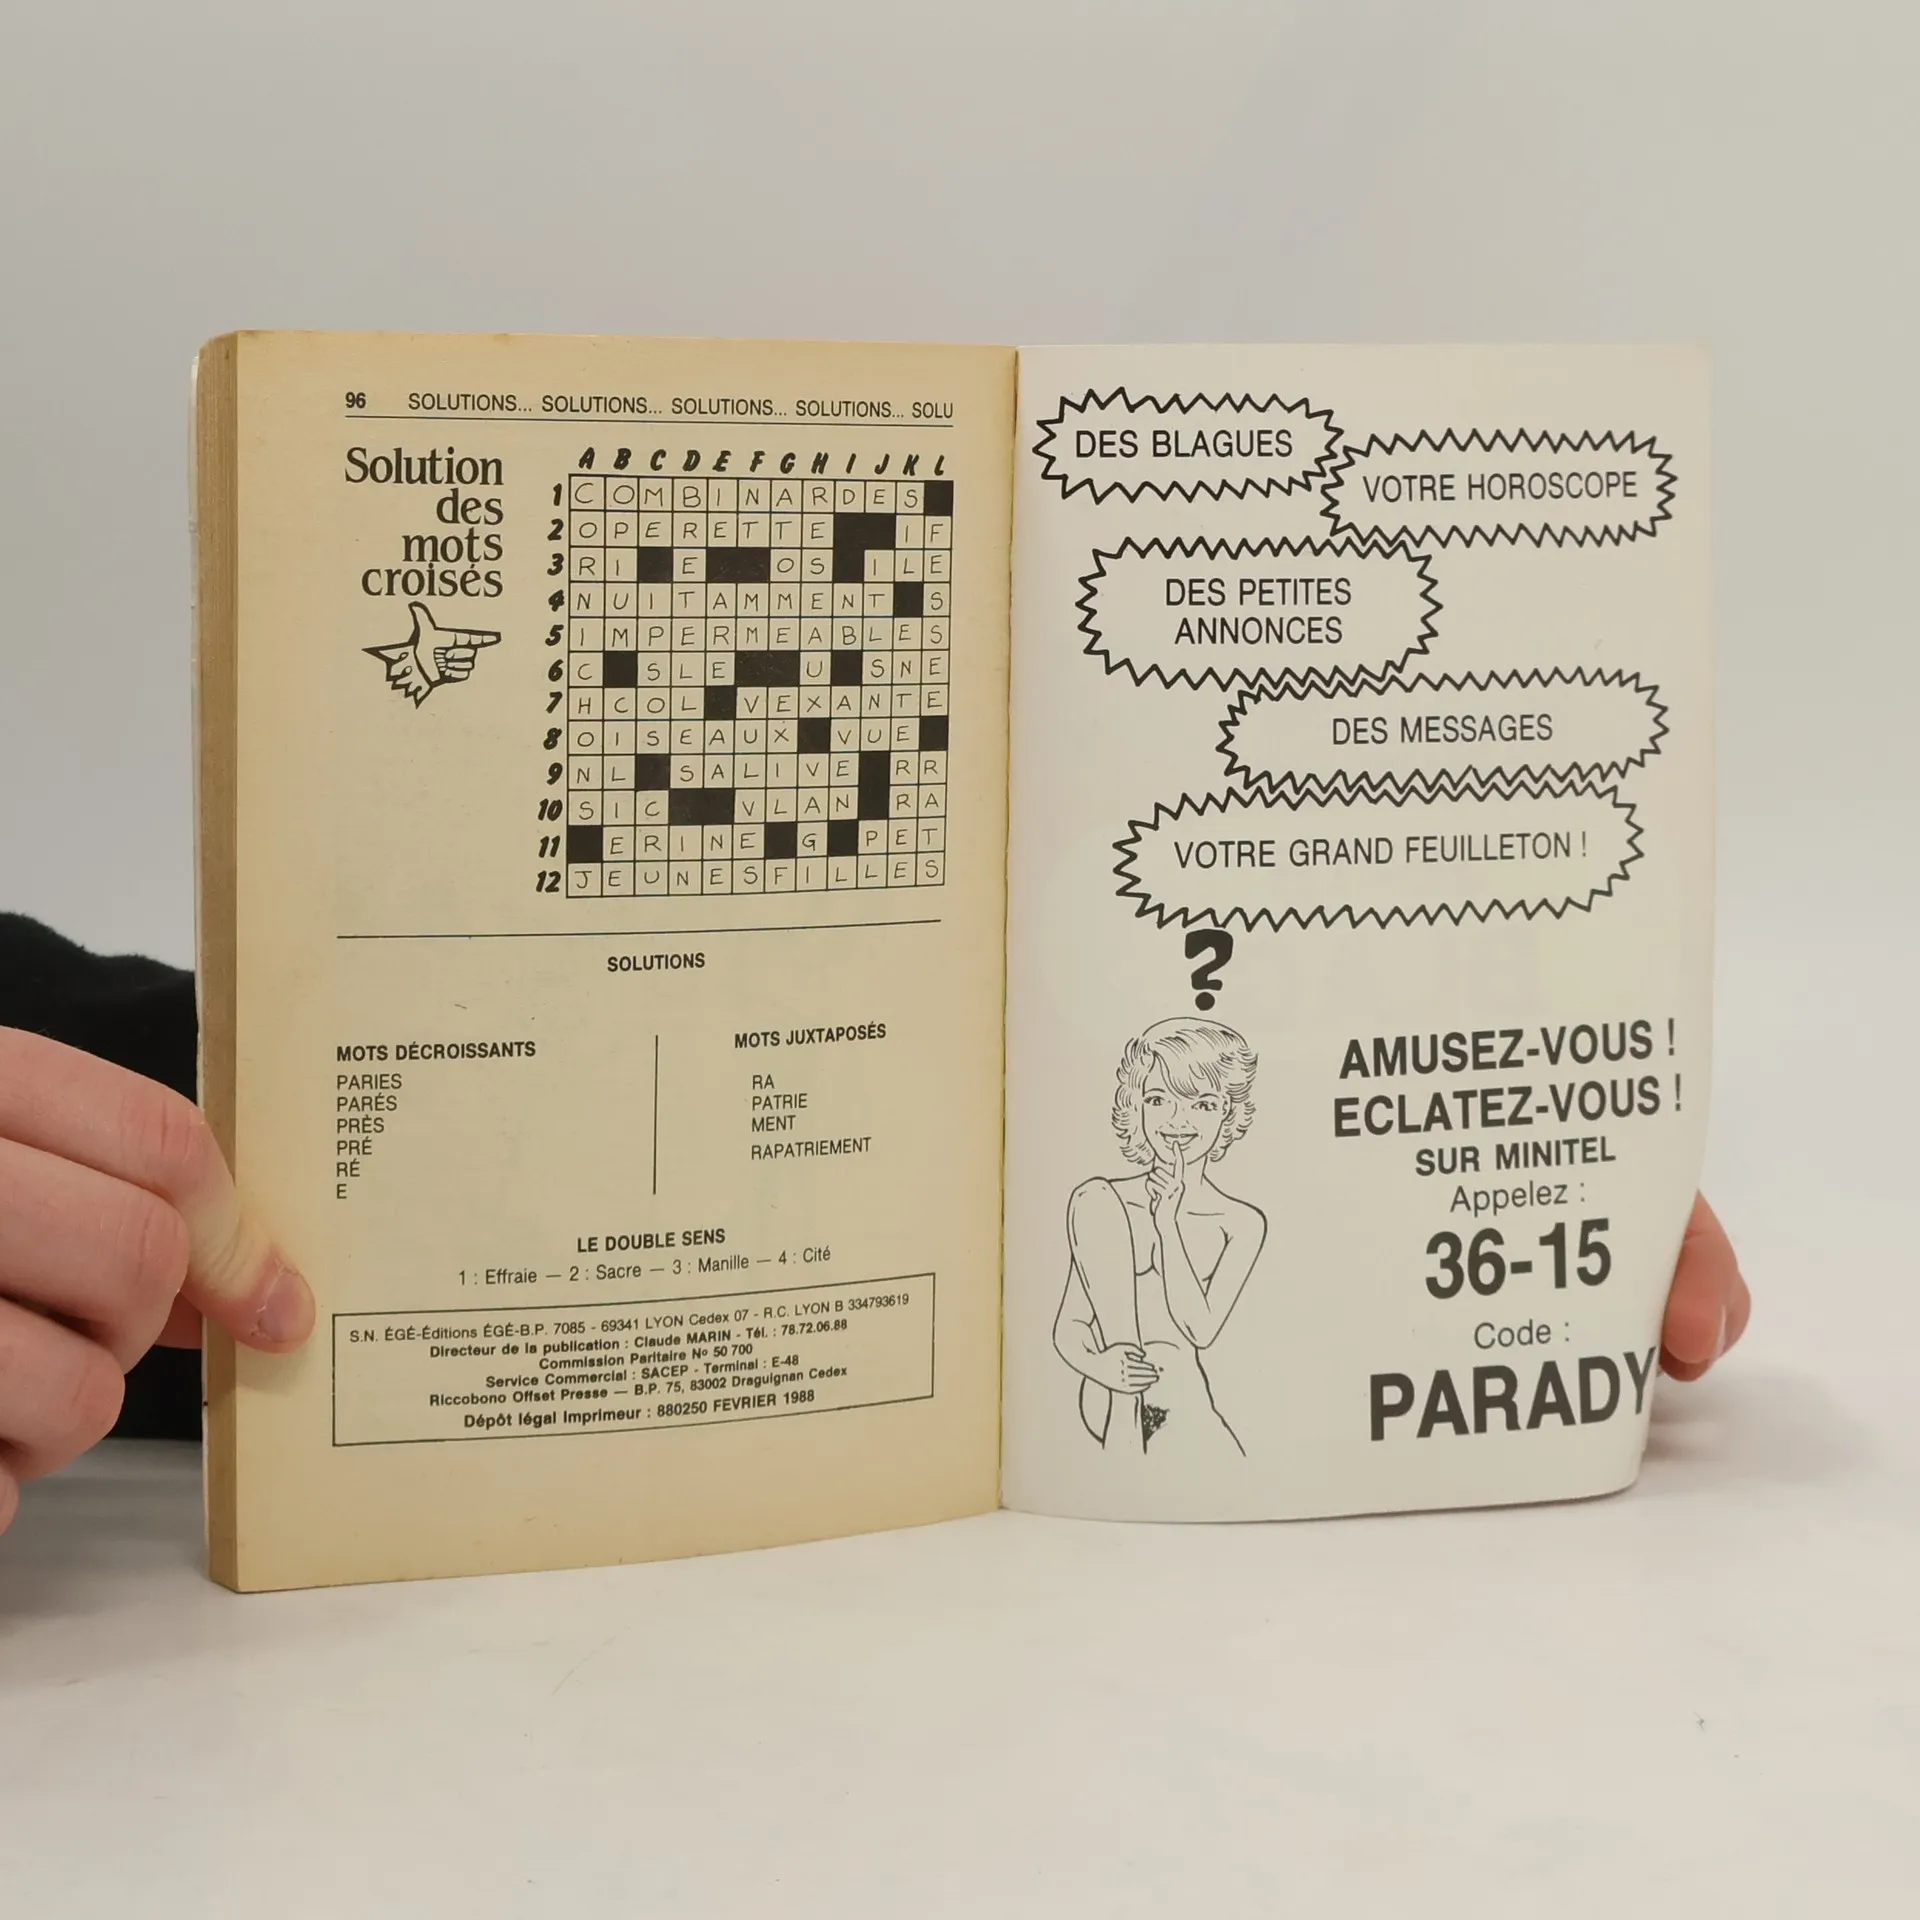 96 SOLUTIONS... SOLUTIONS... SOLUTIONS... SOLUTIONS... SOLU
Solution
des
mots
croisés
A B C D E F G H I J K L
1 C O M B I N A R D E S
2 O P E R E T T E I F
3 R I E O S I L E
4 N U I T A M M E N T S
5 I M P E R M E A B L E S
6 C S L E U S N E
7 H C O L V E X A N T E
8 O I S E A U X V U E
9 N L S A L I V E R R
10 S I C V L A N R A
11 E R I N E G P E T
12 J E U N E S F I L L E S
SOLUTIONS
MOTS DÉCROISSANTS
PARIES
PARÉS
PRÈS
PRÉ
RÉ
E
MOTS JUXTAPOSÉS
RA
PATRIE
MENT
RAPATRIEMENT
LE DOUBLE SENS
1 : Effraie — 2 : Sacre — 3 : Manille — 4 : Cité
S.N. ÉGÉ-Éditions ÉGÉ-B.P. 7085 - 69341 LYON Cedex 07 - R.C. LYON B 334793619
Directeur de la publication : Claude MARIN - Tél. : 78.72.06.88
Commission Paritaire Nº 50 700
Service Commercial : SACEP - Terminal : E-48
Riccobono Offset Presse — B.P. 75, 83002 Draguignan Cedex
Dépôt légal Imprimeur : 880250 FEVRIER 1988
DES BLAGUES
VOTRE HOROSCOPE
DES PETITES
ANNONCES
DES MESSAGES
VOTRE GRAND FEUILLETON !
?
AMUSEZ-VOUS !
ECLATEZ-VOUS !
SUR MINITEL
Appelez :
36-15
Code :
PARADY